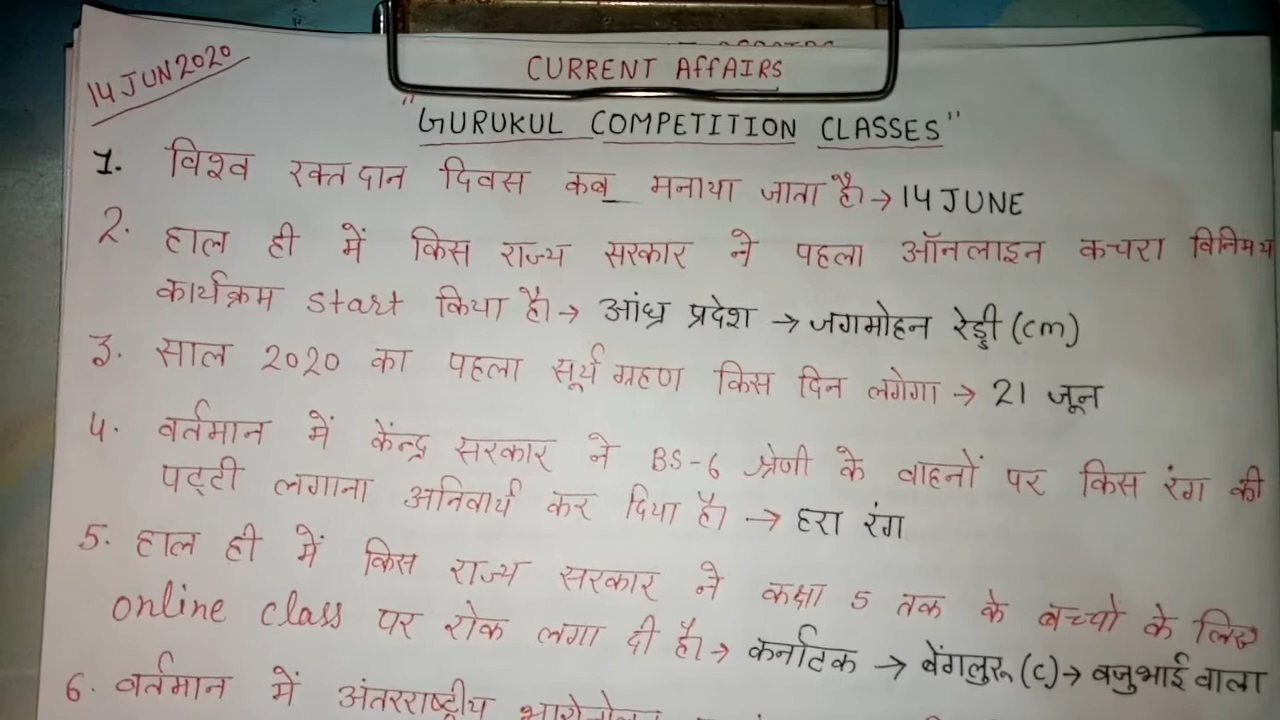 14 JUN 2020
CURRENT AffAIRS
"GURUKUL COMPETITION CLASSES"
1. विश्व रक्तदान दिवस कब मनाया जाता है। → 14 JUNE
2. हाल ही में किस राज्य सरकार ने पहला ऑनलाइन कचरा विनिमय
कार्यक्रम start किया है। → आंध्र प्रदेश → जगमोहन रेड्डी (cm)
3. साल 2020 का पहला सूर्य ग्रहण किस दिन लगेगा → 21 जून
4. वर्तमान में केंन्द्र सरकार ने BS-6 श्रेणी के वाहनों पर किस रंग की
पट्टी लगाना अनिवार्य कर दिया है। → हरा रंग
5. हाल ही में किस राज्य सरकार ने कक्षा 5 तक के बच्चों के लिए
online class पर रोक लगा दी है। → कर्नाटक → बेंगलुरू (c) → वजुभाई वाला
6. वर्तमान में अंतरराष्ट्रीय